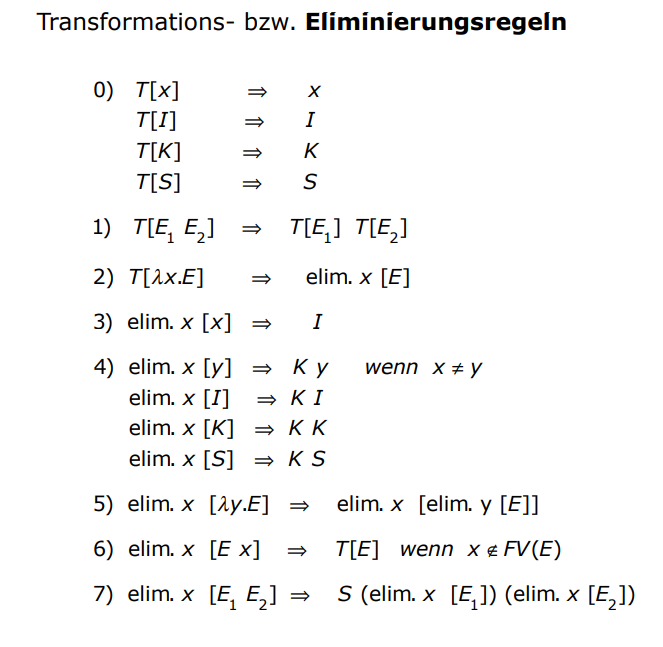 Transformations- bzw. Eliminierungsregeln
0) T[x] ⇒ x
T[I] ⇒ I
T[K] ⇒ K
T[S] ⇒ S
1) T[E₁ E₂] ⇒ T[E₁] T[E₂]
2) T[λx.E] ⇒ elim. x [E]
3) elim. x [x] ⇒ I
4) elim. x [y] ⇒ K y wenn x ≠ y
elim. x [I] ⇒ K I
elim. x [K] ⇒ K K
elim. x [S] ⇒ K S
5) elim. x [λy.E] ⇒ elim. x [elim. y [E]]
6) elim. x [E x] ⇒ T[E] wenn x ∉ FV(E)
7) elim. x [E₁ E₂] ⇒ S (elim. x [E₁]) (elim. x [E₂])